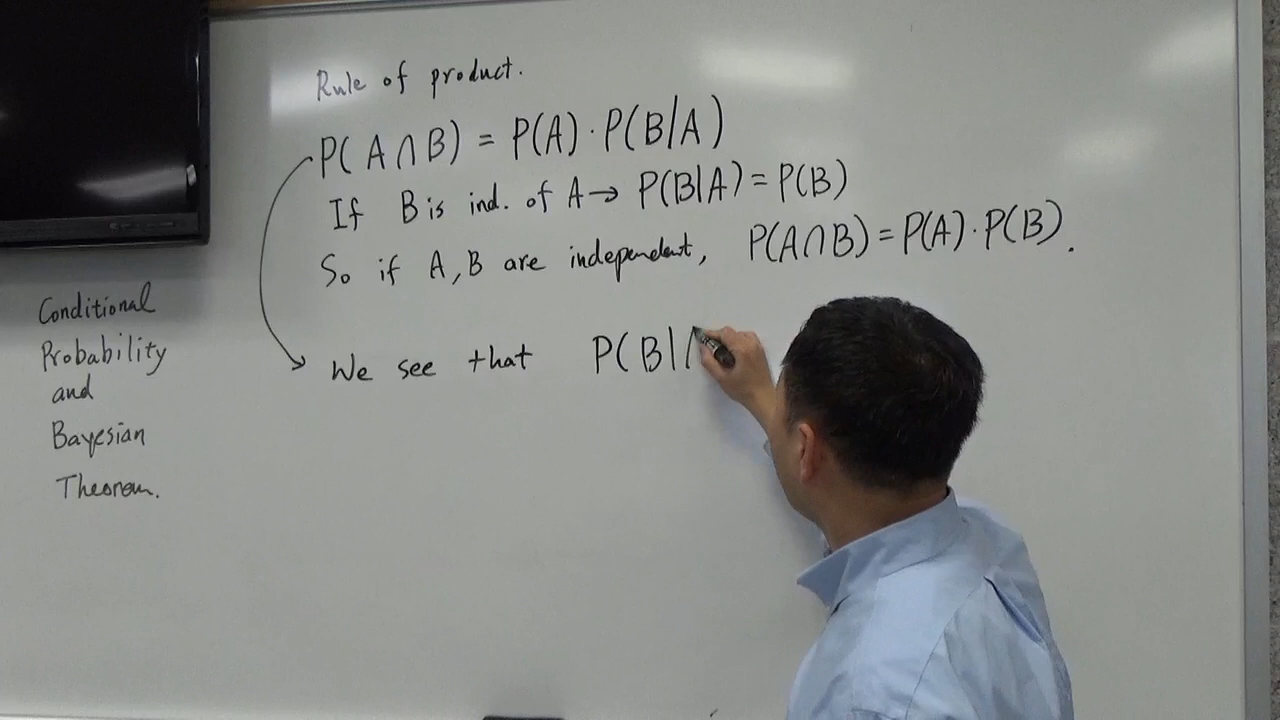 Rule of product.
P(A∩B) = P(A)·P(B|A)
If B is ind. of A → P(B|A) = P(B)
So if A, B are independent, P(A∩B) = P(A)·P(B).
We see that P(B|
Conditional
Probability
and
Bayesian
Theorem.